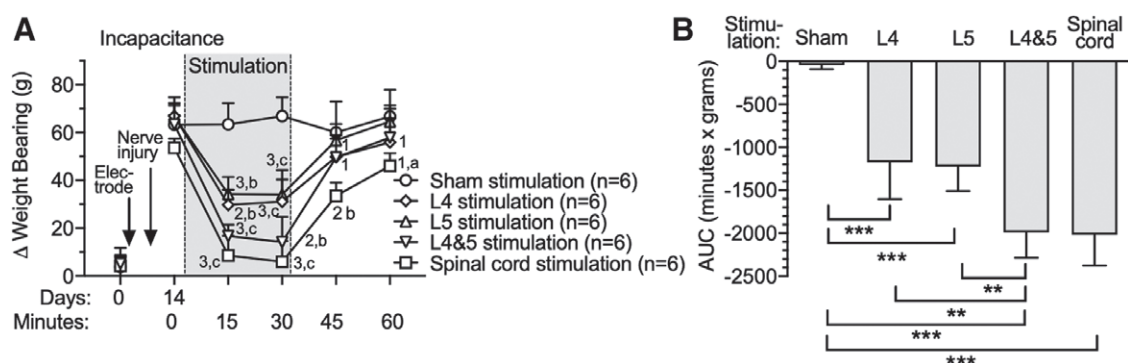 A
Incapacitance
Stimulation
Δ Weight Bearing (g)
80
60
40
20
0
Nerve
injury
Elec-
trode
3,b
2,b
3,c
3,c
3,c
3,c
2,b
3,c
1
1
2 b
1
1
1,a
Sham stimulation (n=6)
L4 stimulation (n=6)
L5 stimulation (n=6)
L4&5 stimulation (n=6)
Spinal cord stimulation (n=6)
Days: 0 14
Minutes: 0 15 30 45 60
B
Stimu-
lation: Sham L4 L5 L4&5 Spinal
cord
AUC (minutes x grams)
0
-500
-1000
-1500
-2000
-2500
***
***
**
**
***
***